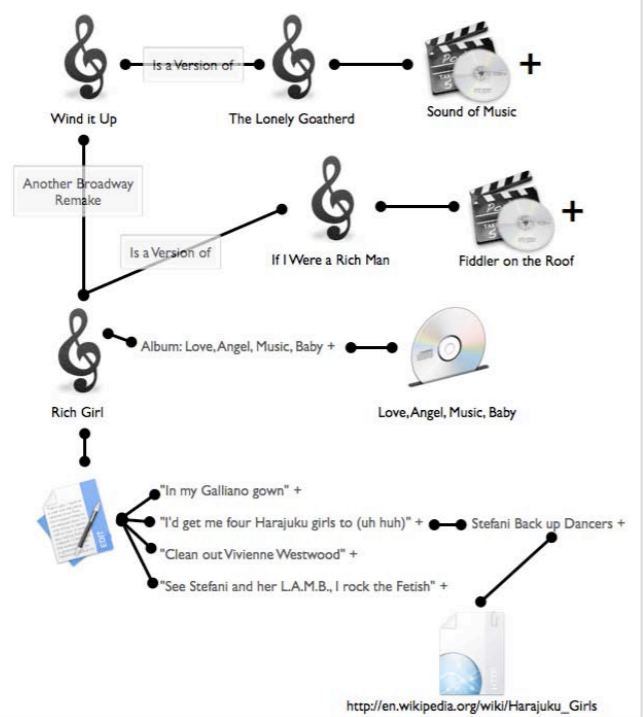 Is a Version of
Wind it Up
The Lonely Goatherd
Sound of Music
+
Another Broadway
Remake
Is a Version of
If I Were a Rich Man
Fiddler on the Roof
+
Album: Love, Angel, Music, Baby +
Rich Girl
Love, Angel, Music, Baby
"In my Galliano gown" +
"I'd get me four Harajuku girls to (uh huh)" +
Stefani Back up Dancers +
"Clean out Vivienne Westwood" +
"See Stefani and her L.A.M.B., I rock the Fetish" +
EDIT
http://en.wikipedia.org/wiki/Harajuku_Girls